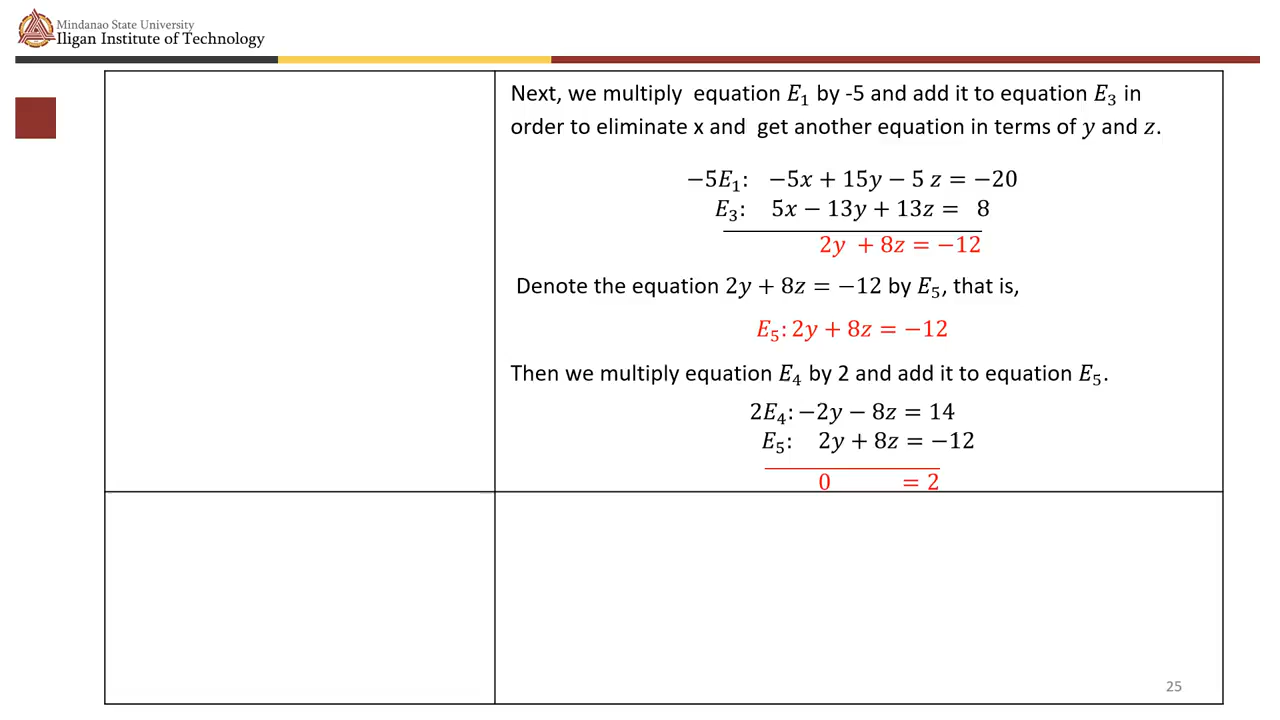 Mindanao State University
Iligan Institute of Technology
Next, we multiply equation 𝐸₁ by -5 and add it to equation 𝐸₃ in
order to eliminate x and get another equation in terms of 𝑦 and 𝑧.
−5𝐸₁: −5𝑥 + 15𝑦 − 5 𝑧 = −20
𝐸₃: 5𝑥 − 13𝑦 + 13𝑧 = 8
2𝑦 + 8𝑧 = −12
Denote the equation 2𝑦 + 8𝑧 = −12 by 𝐸₅, that is,
𝐸₅: 2𝑦 + 8𝑧 = −12
Then we multiply equation 𝐸₄ by 2 and add it to equation 𝐸₅.
2𝐸₄: −2𝑦 − 8𝑧 = 14
𝐸₅: 2𝑦 + 8𝑧 = −12
0 = 2
25